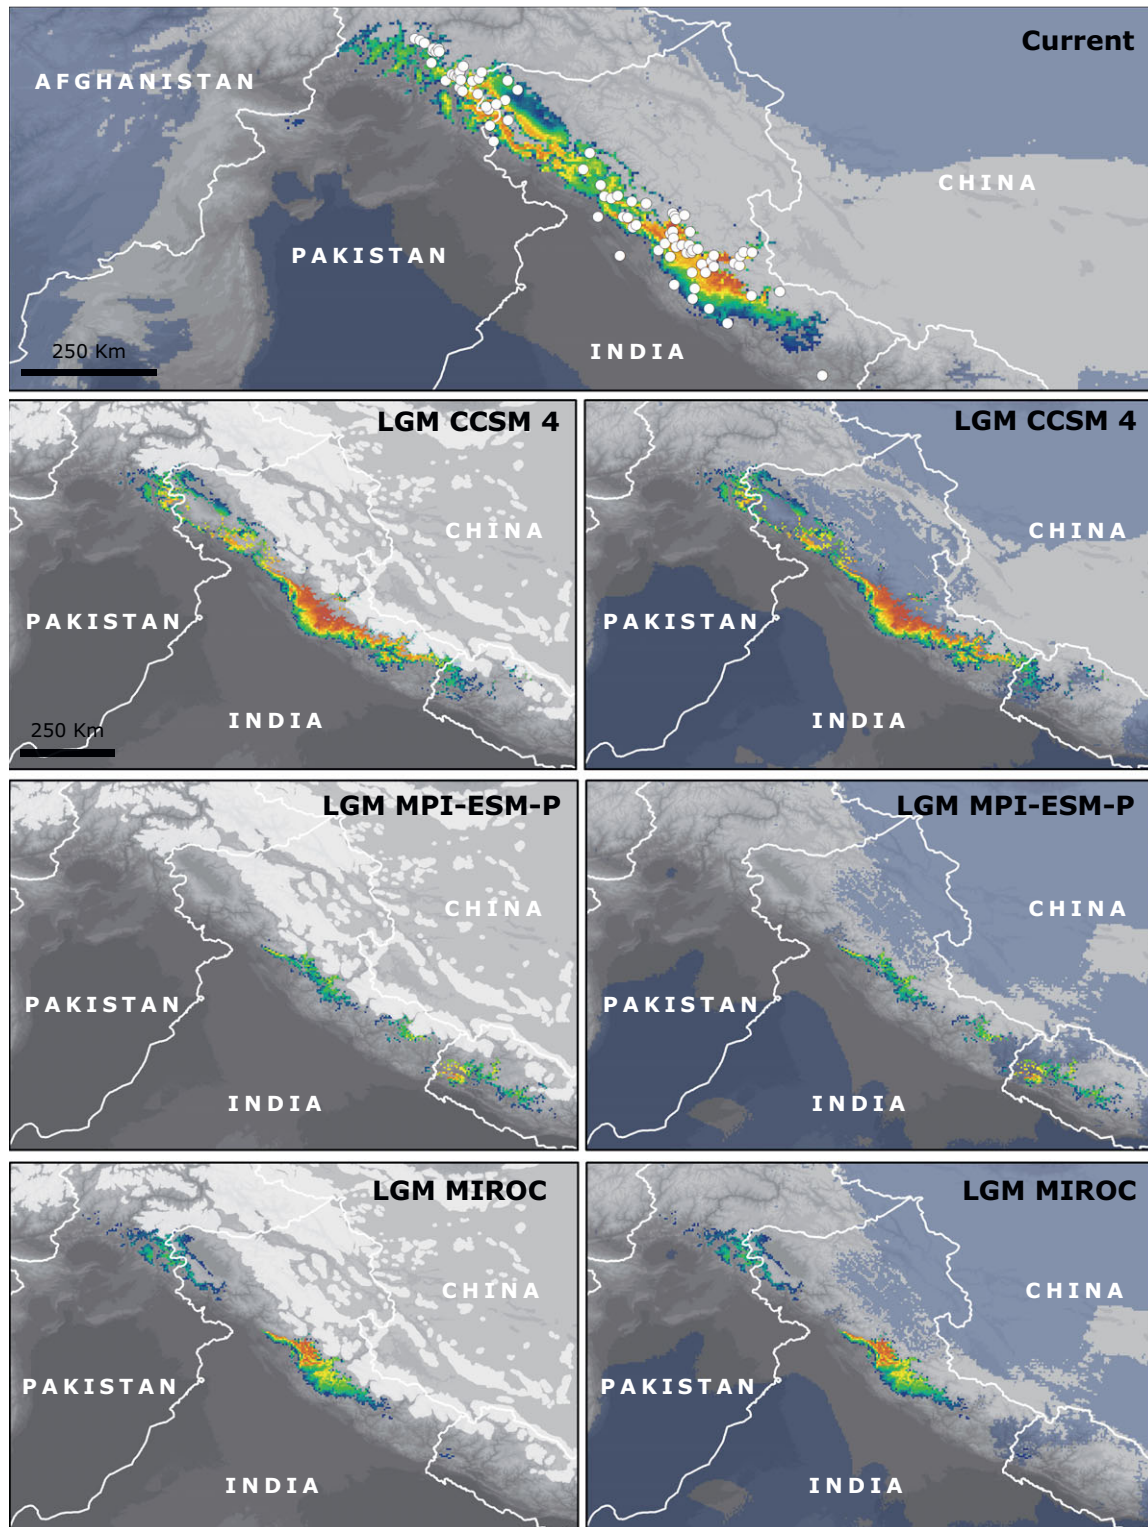 Current
AFGHANISTAN
CHINA
PAKISTAN
INDIA
250 Km
LGM CCSM 4
CHINA
PAKISTAN
INDIA
250 Km
LGM CCSM 4
CHINA
PAKISTAN
INDIA
LGM MPI-ESM-P
CHINA
PAKISTAN
INDIA
LGM MPI-ESM-P
CHINA
PAKISTAN
INDIA
LGM MIROC
CHINA
PAKISTAN
INDIA
LGM MIROC
CHINA
PAKISTAN
INDIA